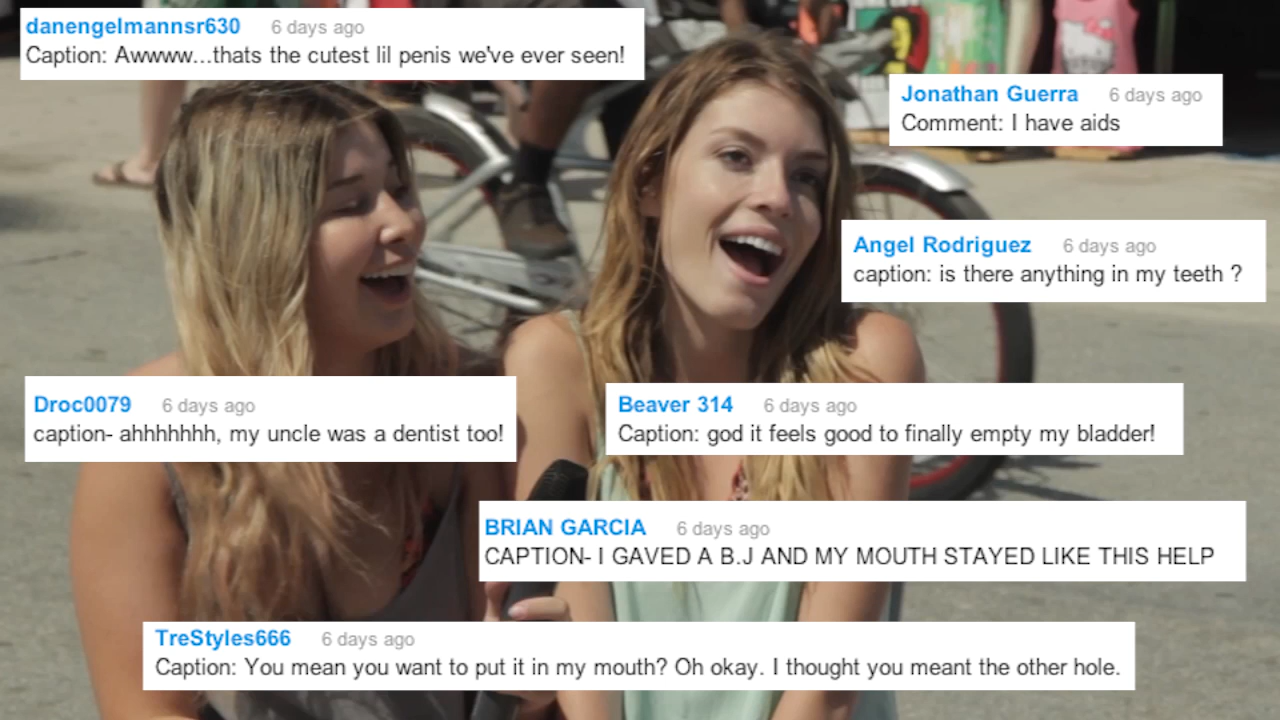 danengelmannsr630 6 days ago
Caption: Awwww...thats the cutest lil penis we've ever seen!
Jonathan Guerra 6 days ago
Comment: I have aids
Angel Rodriguez 6 days ago
caption: is there anything in my teeth ?
Droc0079 6 days ago
caption- ahhhhhhh, my uncle was a dentist too!
Beaver 314 6 days ago
Caption: god it feels good to finally empty my bladder!
BRIAN GARCIA 6 days ago
CAPTION- I GAVED A B.J AND MY MOUTH STAYED LIKE THIS HELP
TreStyles666 6 days ago
Caption: You mean you want to put it in my mouth? Oh okay. I thought you meant the other hole.